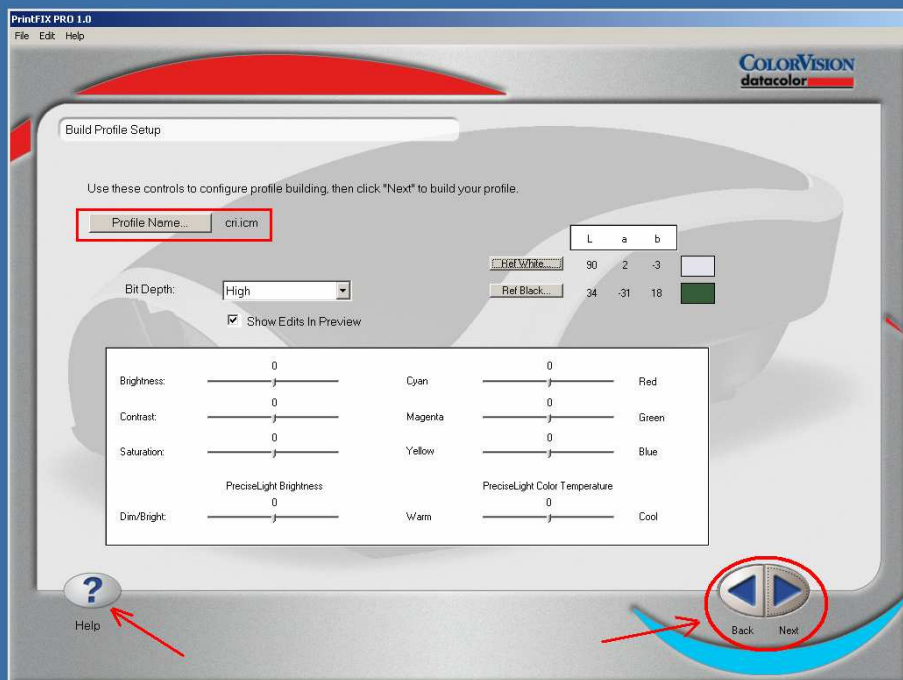 PrintFIX PRO 1.0
File Edit Help
COLORVISION
datacolor
Build Profile Setup
Use these controls to configure profile building, then click "Next" to build your profile.
Profile Name... cri.icm
L a b
Ref White... 90 2 -3
Bit Depth: High
Ref Black... 34 -31 18
Show Edits In Preview
0 0
Brightness: Cyan Red
0 0
Contrast: Magenta Green
0 0
Saturation: Yellow Blue
PreciseLight Brightness PreciseLight Color Temperature
0 0
Dim/Bright: Warm Cool
?
Help
Back Next